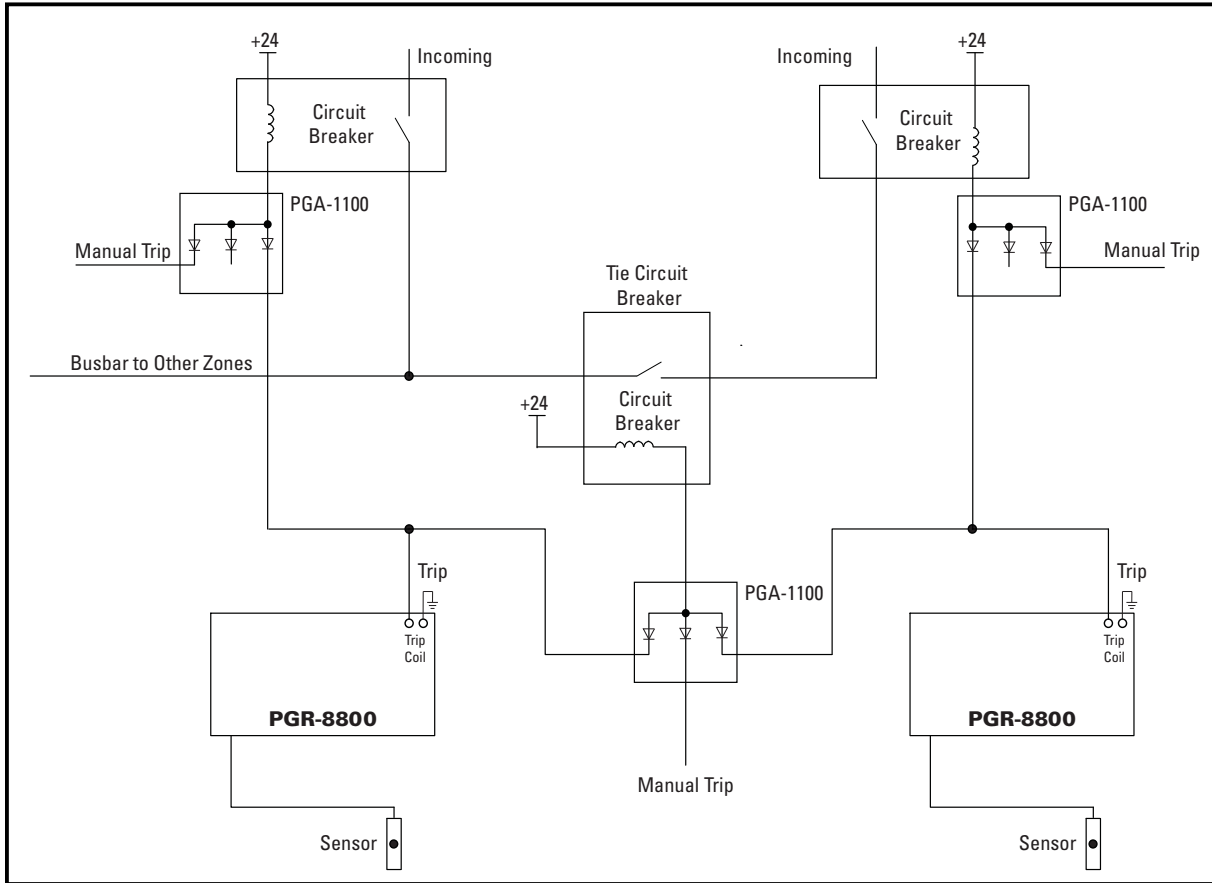 +24
Incoming
Incoming
+24
Circuit
Breaker
Circuit
Breaker
PGA-1100
PGA-1100
Manual Trip
Manual Trip
Tie Circuit
Breaker
Busbar to Other Zones
+24
Circuit
Breaker
Trip
PGA-1100
Trip
Trip
Coil
Trip
Coil
PGR-8800
PGR-8800
Manual Trip
Sensor
Sensor